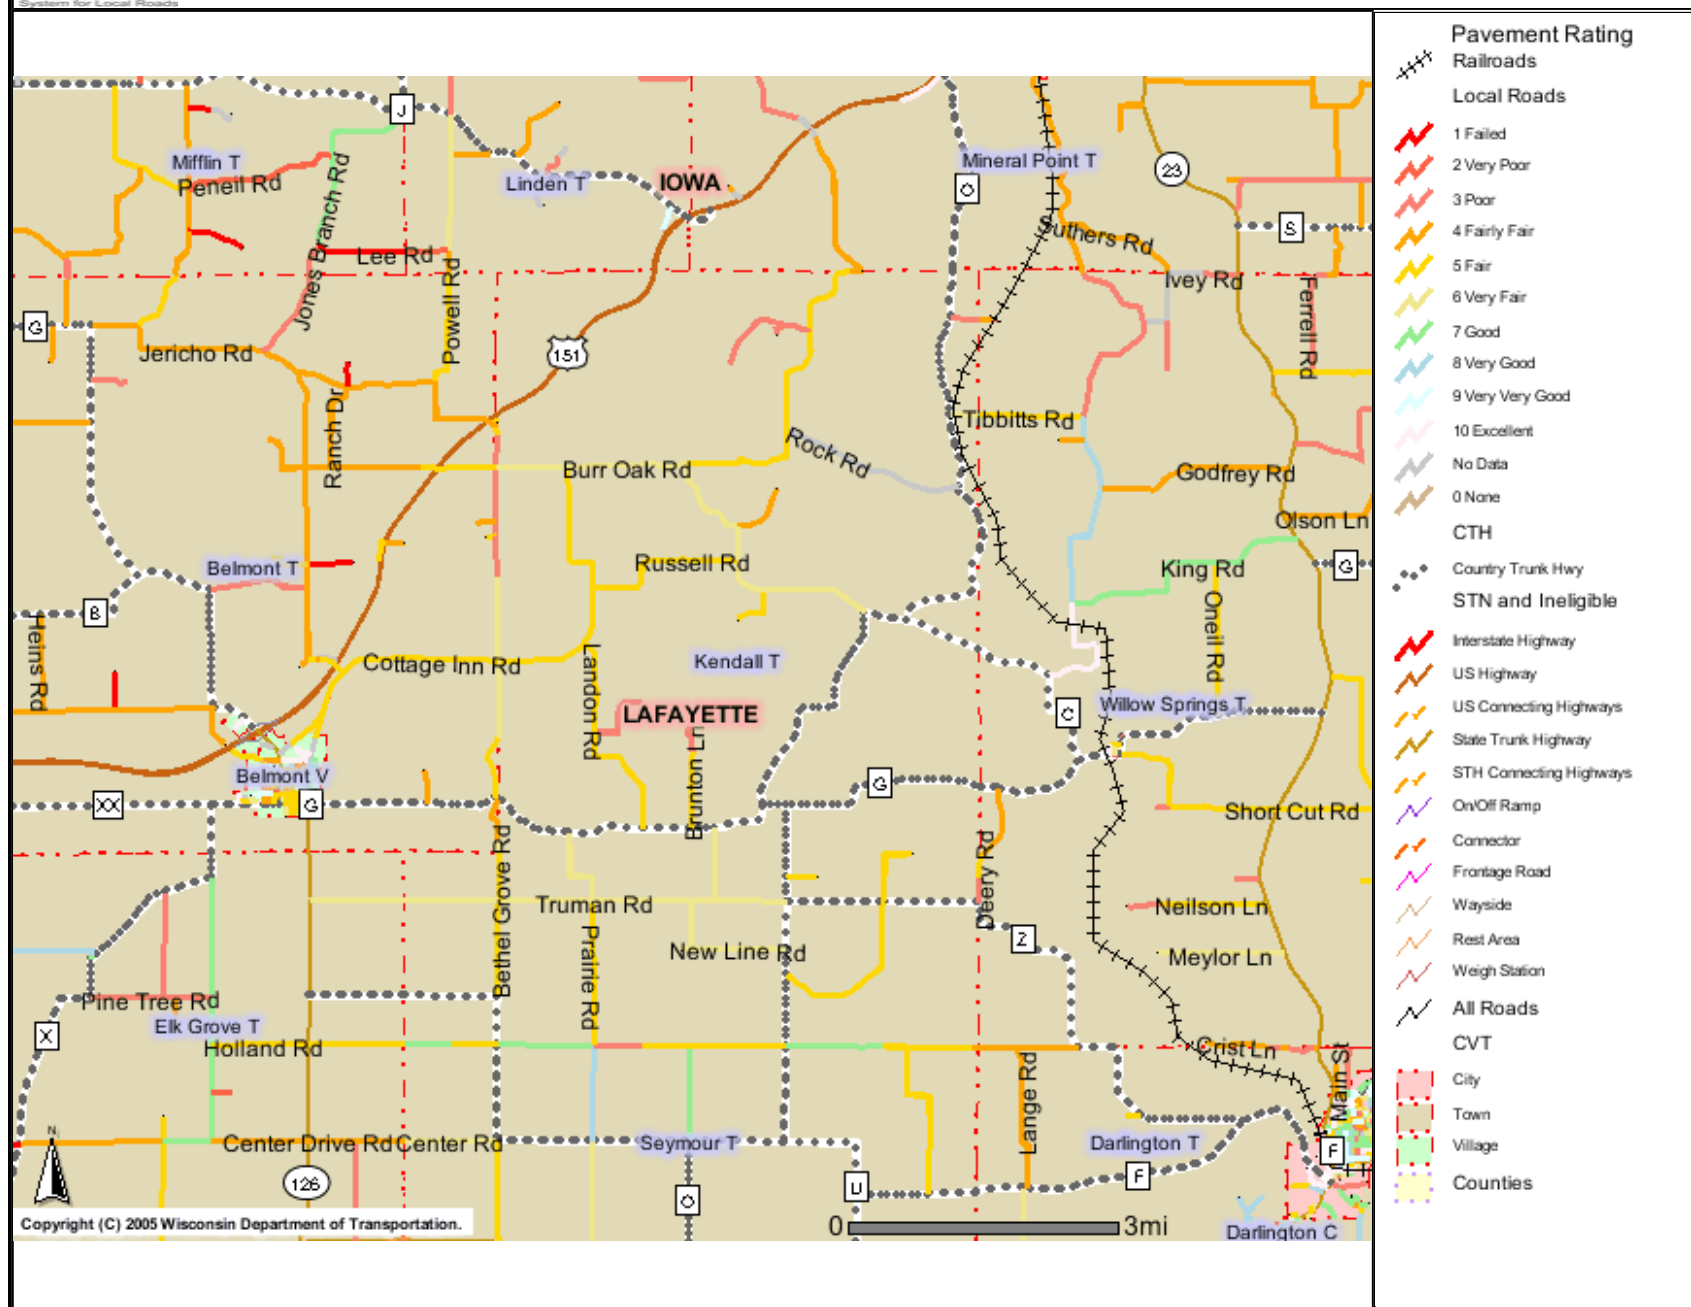 System for Local Roads
J
Mifflin T
Peneil Rd
Jones Branch Rd
Linden T
IOWA
Mineral Point T
O
23
S
Suthers Rd
Lee Rd
Ivey Rd
Ferrell Rd
Powell Rd
G
Jericho Rd
151
Ranch Dr
Tibbitts Rd
Rock Rd
Burr Oak Rd
Godfrey Rd
Olson Ln
Belmont T
Russell Rd
King Rd
G
B
Oneil Rd
Heins Rd
Cottage Inn Rd
Kendall T
Landon Rd
LAFAYETTE
C
Willow Springs T
Brunton Ln
Belmont V
XX
G
G
Short Cut Rd
Bethel Grove Rd
Deery Rd
Truman Rd
Neilson Ln
Prairie Rd
New Line Rd
Z
Meylor Ln
Pine Tree Rd
Elk Grove T
X
Holland Rd
Crist Ln
Main St
Lange Rd
N
Center Drive Rd
Center Rd
Seymour T
Darlington T
F
F
126
U
O
Copyright (C) 2005 Wisconsin Department of Transportation.
0
3mi
Darlington C
Pavement Rating
Railroads
Local Roads
1 Failed
2 Very Poor
3 Poor
4 Fairly Fair
5 Fair
6 Very Fair
7 Good
8 Very Good
9 Very Very Good
10 Excellent
No Data
0 None
CTH
Country Trunk Hwy
STN and Ineligible
Interstate Highway
US Highway
US Connecting Highways
State Trunk Highway
STH Connecting Highways
On/Off Ramp
Connector
Frontage Road
Wayside
Rest Area
Weigh Station
All Roads
CVT
City
Town
Village
Counties